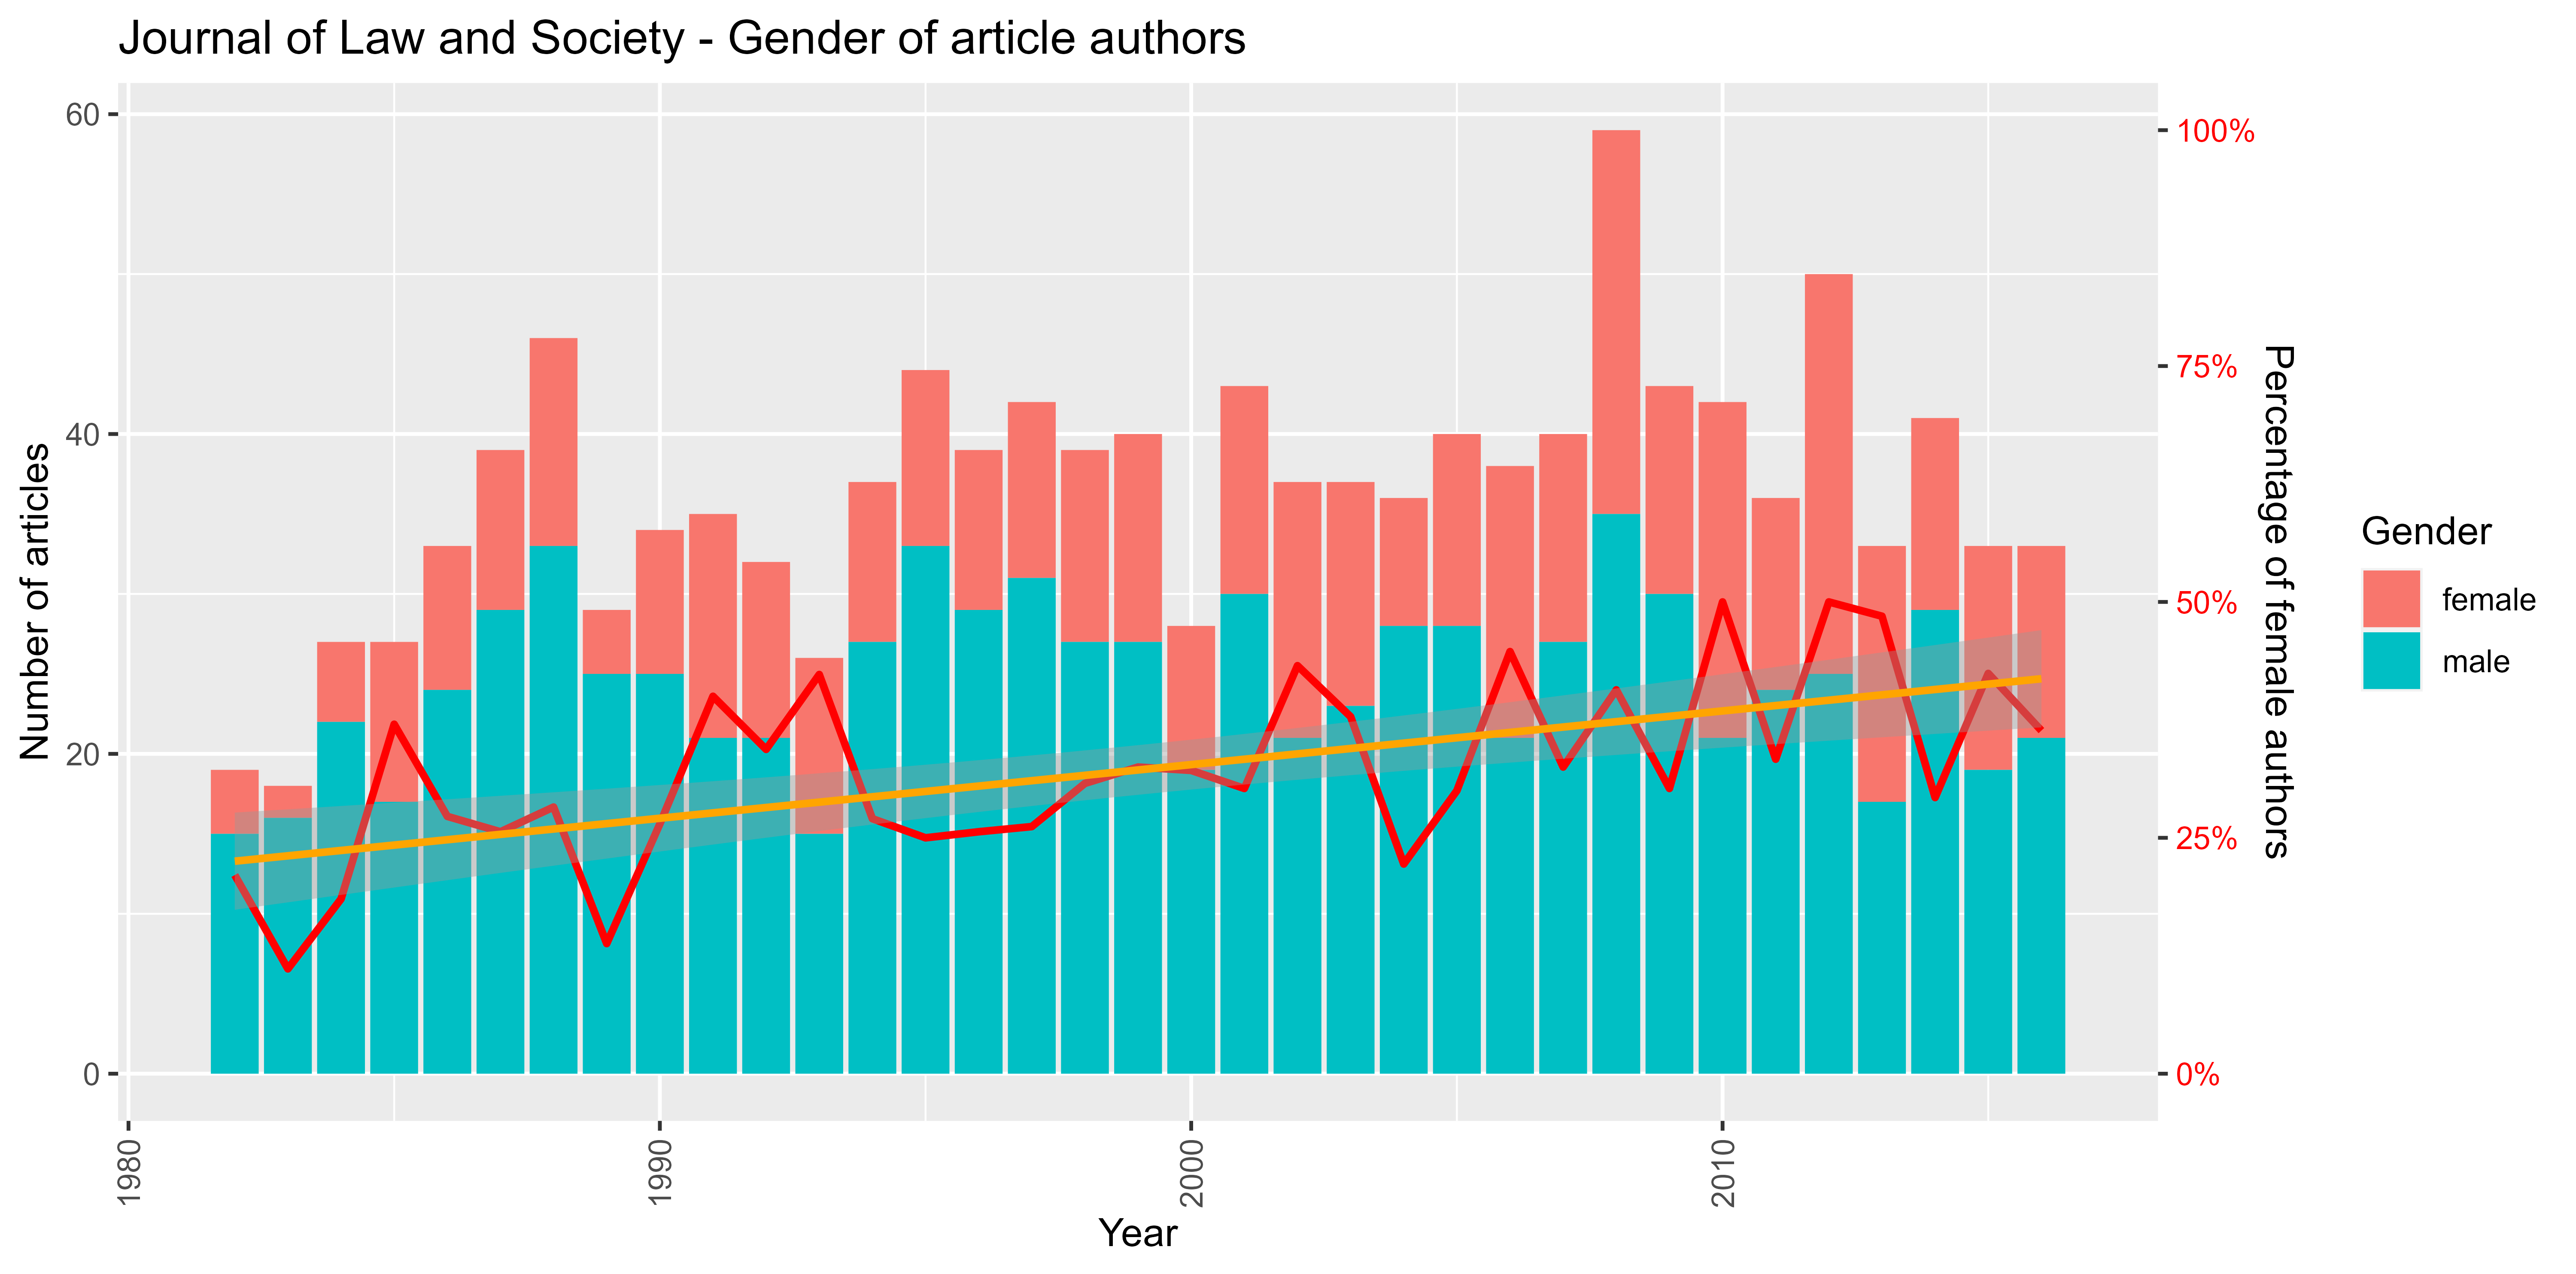 Journal of Law and Society - Gender of article authors
Number of articles
60
40
20
0
1980
1990
2000
2010
Year
100%
75%
50%
25%
0%
Percentage of female authors
Gender
female
male